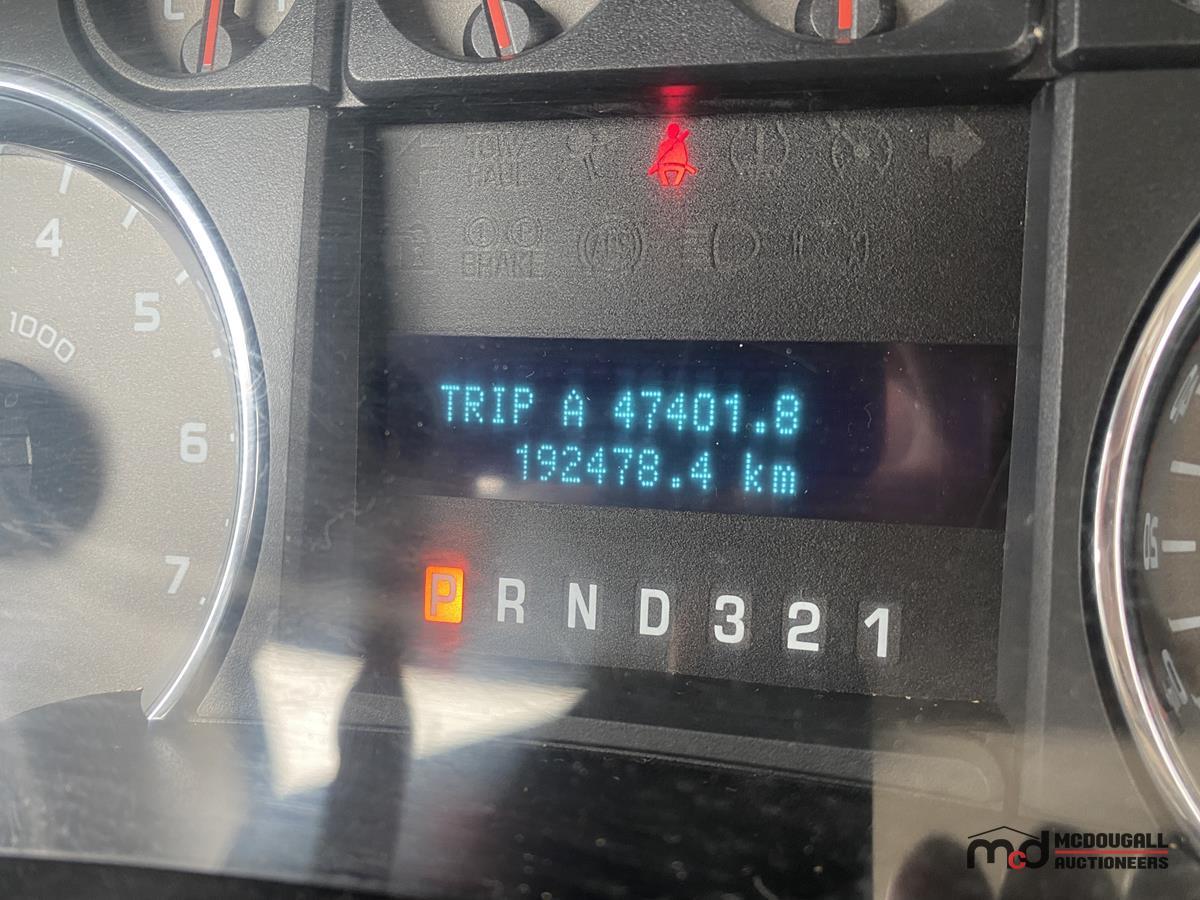 TOW
HAUL
BRAKE
4
5
1000
6
7
TRIP A 47401.8
192478.4 km
P R N D 3 2 1
mcd MCDOUGALL
AUCTIONEERS